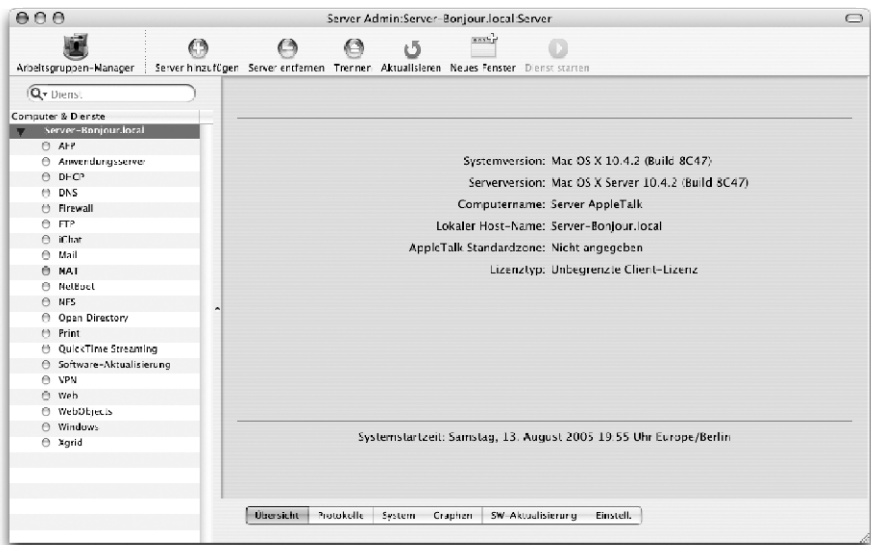 Server Admin:Server-Bonjour.local:Server
Arbeitsgruppen-Manager Server hinzufügen Server entfernen Trennen Aktualisieren Neues Fenster Dienst starten
Dienst
Computer & Dienste
Server-Bonjour.local
AFP
Anwendungsserver
DHCP
DNS
Firewall
FTP
iChat
Mail
NAT
NetBoot
NFS
Open Directory
Print
QuickTime Streaming
Software-Aktualisierung
VPN
Web
WebObjects
Windows
Xgrid
Systemversion: Mac OS X 10.4.2 (Build 8C47)
Serverversion: Mac OS X Server 10.4.2 (Build 8C47)
Computername: Server AppleTalk
Lokaler Host-Name: Server-Bonjour.local
AppleTalk Standardzone: Nicht angegeben
Lizenztyp: Unbegrenzte Client-Lizenz
Systemstartzeit: Samstag, 13. August 2005 19:55 Uhr Europe/Berlin
Übersicht Protokolle System Graphen SW-Aktualisierung Einstell.